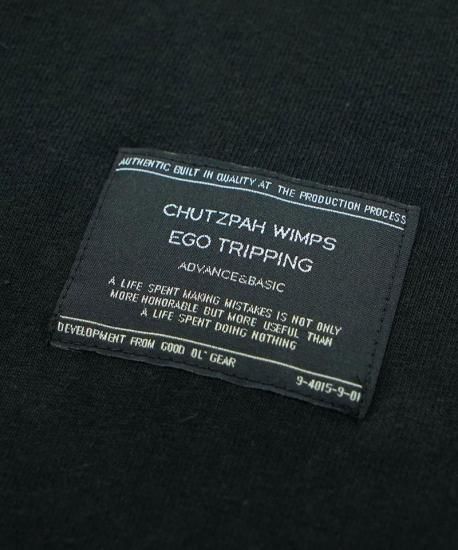 AUTHENTIC BUILT IN QUALITY AT THE PRODUCTION PROCESS
CHUTZPAH WIMPS
EGO TRIPPING
ADVANCE&BASIC
A LIFE SPENT MAKING MISTAKES IS NOT ONLY
MORE HONORABLE BUT MORE USEFUL THAN
A LIFE SPENT DOING NOTHING
DEVELOPMENT FROM GOOD OL' GEAR
9-4015-9-01